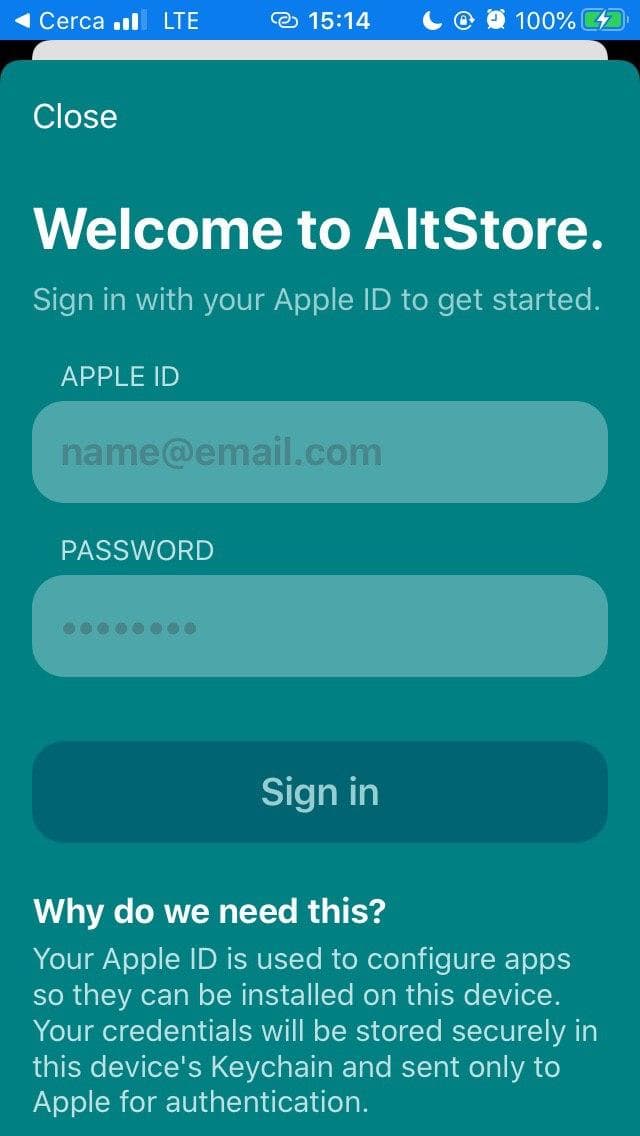 Cerca LTE 15:14 100%
Close
Welcome to AltStore.
Sign in with your Apple ID to get started.
APPLE ID
name@email.com
PASSWORD
••••••••
Sign in
Why do we need this?
Your Apple ID is used to configure apps
so they can be installed on this device.
Your credentials will be stored securely in
this device's Keychain and sent only to
Apple for authentication.